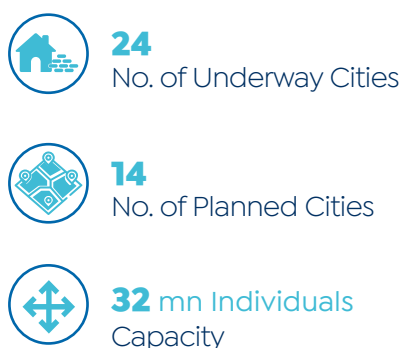 24
No. of Underway Cities
14
No. of Planned Cities
32 mn Individuals
Capacity